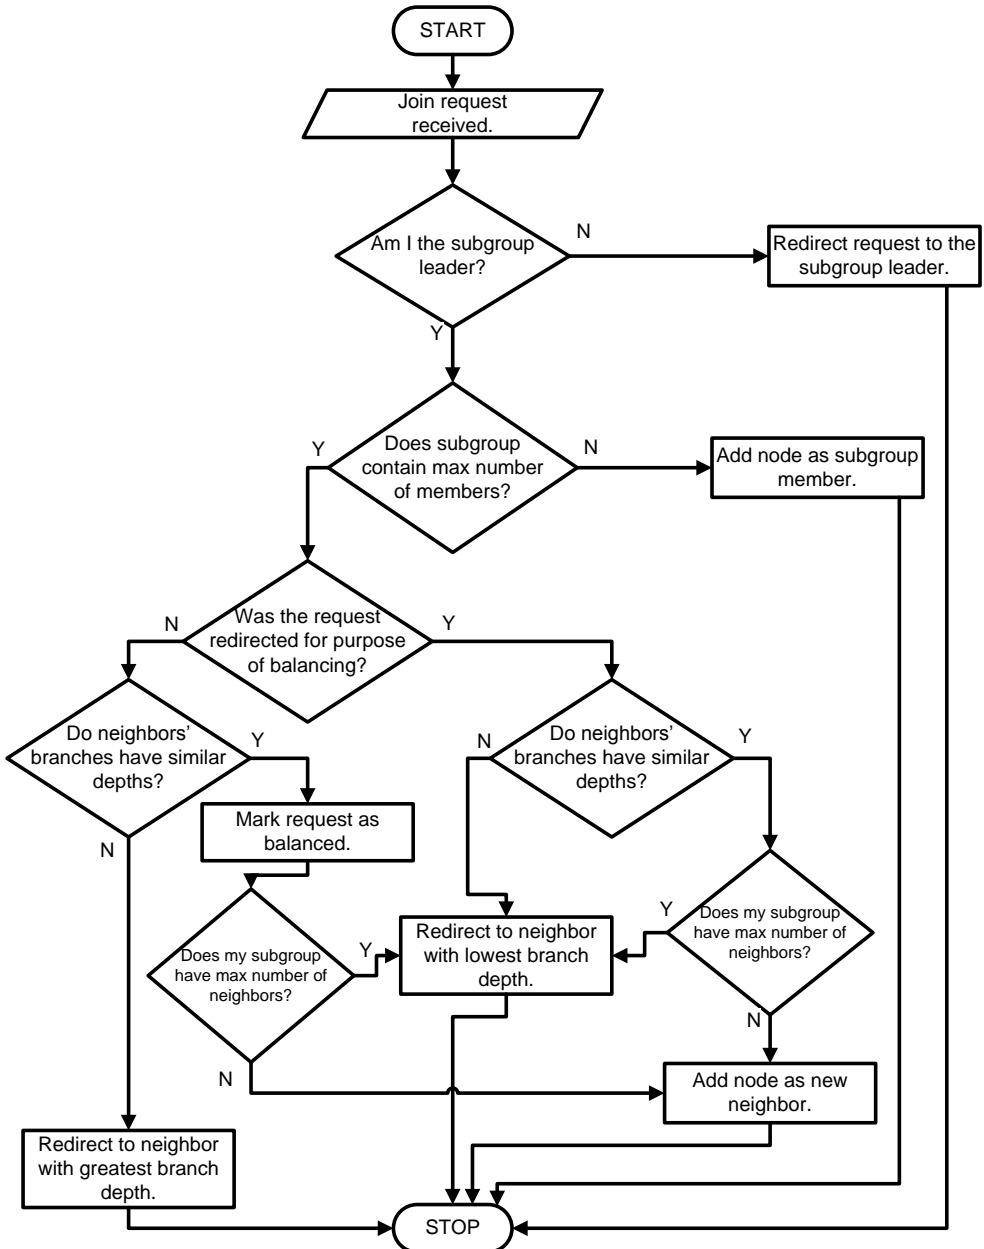 START
Join request
received.
Am I the subgroup
leader?
N
Redirect request to the
subgroup leader.
Y
Does subgroup
contain max number
of members?
Y
N
Add node as subgroup
member.
Was the request
redirected for purpose
of balancing?
N
Y
Do neighbors’
branches have similar
depths?
Y
N
Do neighbors’
branches have similar
depths?
N
Y
Mark request as
balanced.
Does my subgroup
have max number of
neighbors?
Y
N
Redirect to neighbor
with lowest branch
depth.
Does my subgroup
have max number of
neighbors?
Y
N
Add node as new
neighbor.
Redirect to neighbor
with greatest branch
depth.
STOP